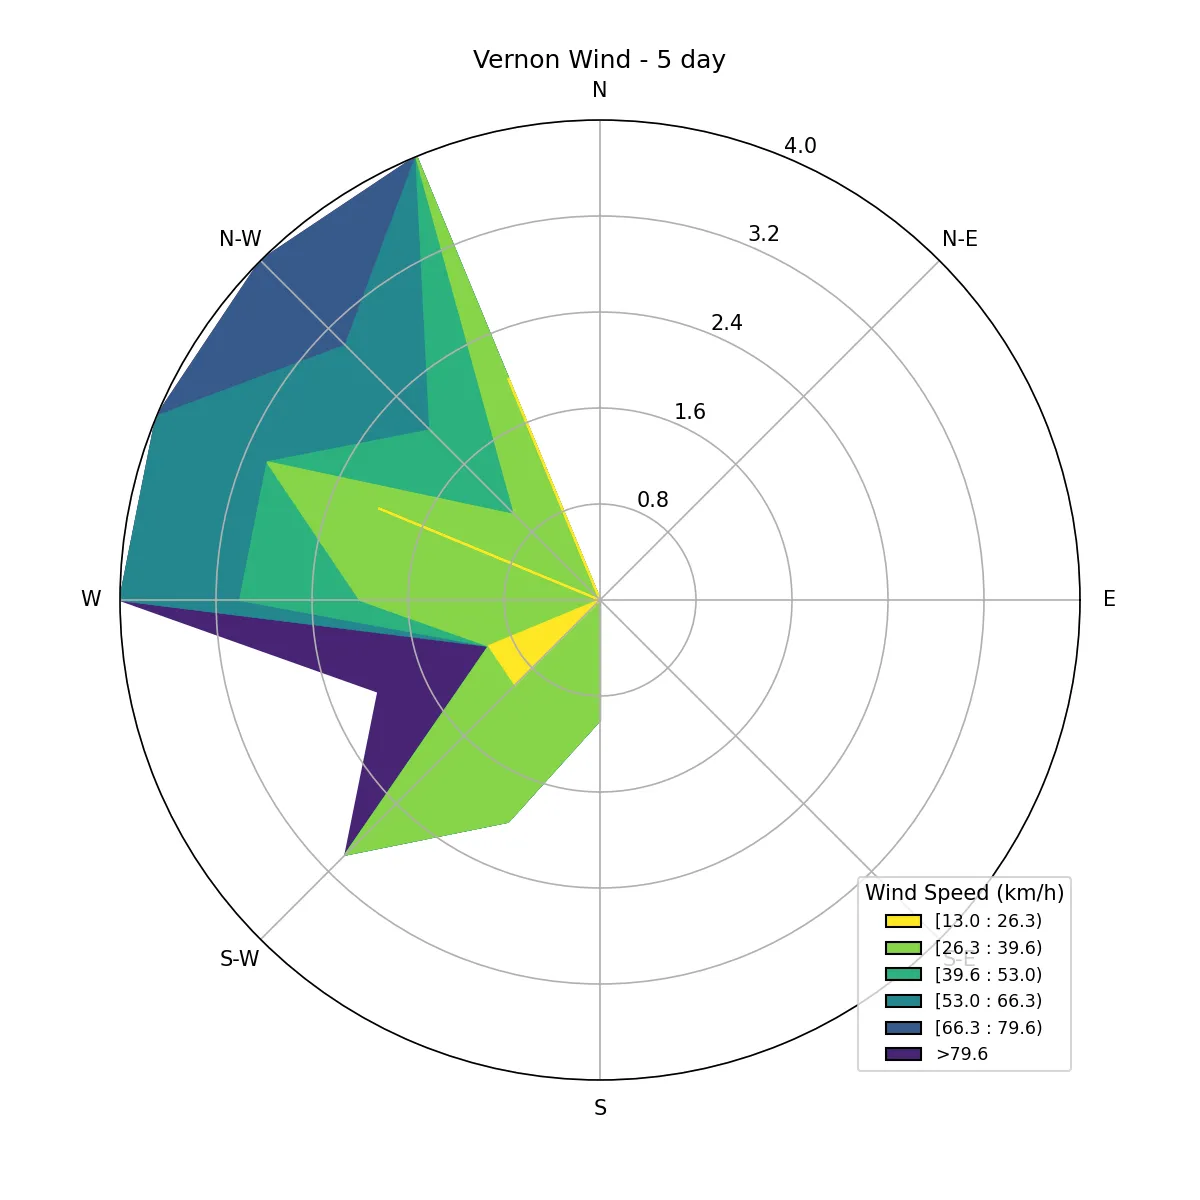 Vernon Wind - 5 day
N
4.0
N-W
3.2
N-E
2.4
1.6
0.8
W
E
Wind Speed (km/h)
[13.0 : 26.3)
[26.3 : 39.6)
S-W
S-E
[39.6 : 53.0)
[53.0 : 66.3)
[66.3 : 79.6)
>79.6
S